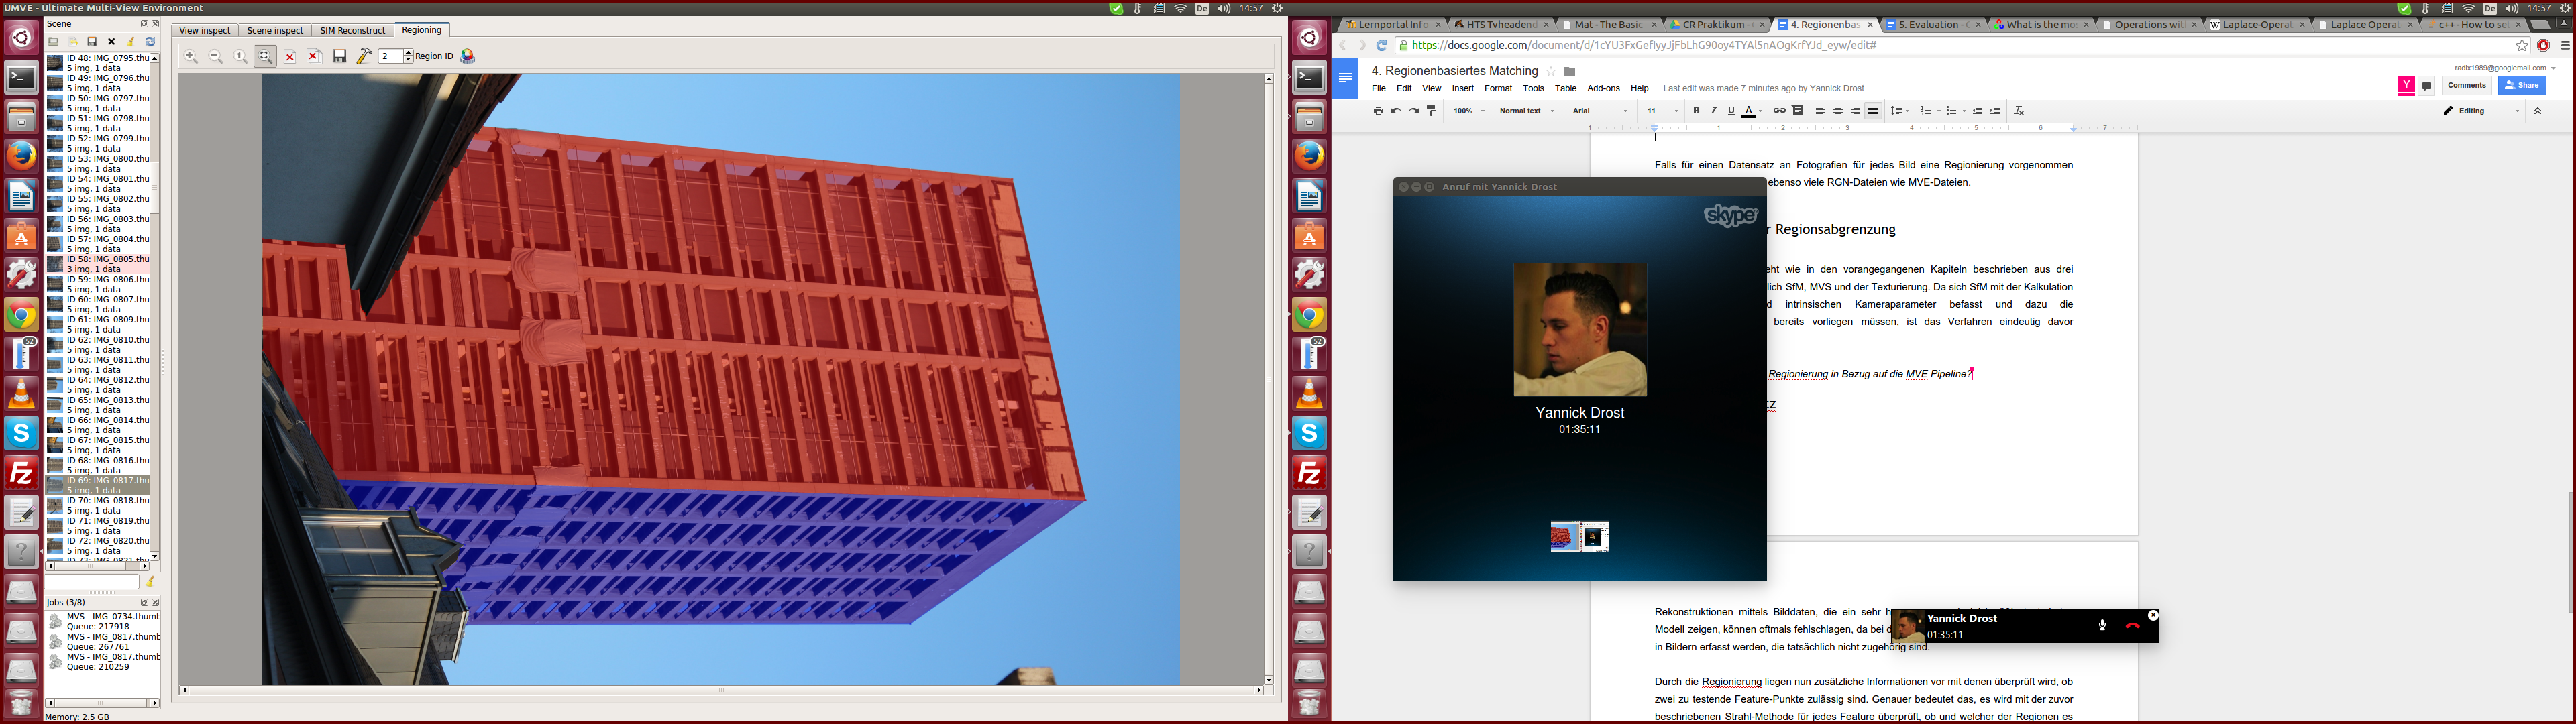 UMVE - Ultimate Multi-View Environment
De
14:57
Scene
ID 48: IMG_0795.thu
5 img, 1 data
ID 49: IMG_0796.thu
5 img, 1 data
ID 50: IMG_0797.thu
5 img, 1 data
ID 51: IMG_0798.thu
5 img, 1 data
ID 52: IMG_0799.thu
5 img, 1 data
ID 53: IMG_0800.thu
5 img, 1 data
ID 54: IMG_0801.thu
5 img, 1 data
ID 55: IMG_0802.thu
5 img, 1 data
ID 56: IMG_0803.thu
5 img, 1 data
ID 57: IMG_0804.thu
5 img, 1 data
ID 58: IMG_0805.thu
3 img, 1 data
ID 59: IMG_0806.thu
5 img, 1 data
ID 60: IMG_0807.thu
5 img, 1 data
ID 61: IMG_0809.thu
5 img, 1 data
ID 62: IMG_0810.thu
5 img, 1 data
ID 63: IMG_0811.thu
5 img, 1 data
ID 64: IMG_0812.thu
5 img, 1 data
ID 65: IMG_0813.thu
5 img, 1 data
ID 66: IMG_0814.thu
5 img, 1 data
ID 67: IMG_0815.thu
5 img, 1 data
ID 68: IMG_0816.thu
5 img, 1 data
ID 69: IMG_0817.thu
5 img, 1 data
ID 70: IMG_0818.thu
5 img, 1 data
ID 71: IMG_0819.thu
5 img, 1 data
ID 72: IMG_0820.thu
5 img, 1 data
ID 73: IMG_0821.thu
Jobs (3/8)
MVS - IMG_0734.thumb
Queue: 217918
MVS - IMG_0817.thumb
Queue: 267761
MVS - IMG_0817.thumb
Queue: 210259
Memory: 2.5 GB
View inspect
Scene inspect
SfM Reconstruct
Regioning
2
Region ID
52
De
14:57
Lernportal Info
HTS Tvheadend
Mat - The Basic
CR Praktikum -
4. Regionenbas
5. Evaluation -
What is the mos
Operations wit
Laplace-Operat
Laplace Operat
c++ - How to se
https://docs.google.com/document/d/1cYU3FxGeflyyJjFbLhG90oy4TYAl5nAOgKrfYJd_eyw/edit#
4. Regionenbasiertes Matching
radix1989@googlemail.com
File Edit View Insert Format Tools Table Add-ons Help Last edit was made 7 minutes ago by Yannick Drost
Y
Comments
Share
100%
Normal text
Arial
11
B I U A
Editing
1 1 2 3 4 5 6 7
Falls für einen Datensatz an Fotografien für jedes Bild eine Regionierung vorgenommen
ebenso viele RGN-Dateien wie MVE-Dateien.
r Regionsabgrenzung
eht wie in den vorangegangenen Kapiteln beschrieben aus drei
lich SfM, MVS und der Texturierung. Da sich SfM mit der Kalkulation
d intrinsischen Kameraparameter befasst und dazu die
bereits vorliegen müssen, ist das Verfahren eindeutig davor
Regionierung in Bezug auf die MVE Pipeline?
tz
Anruf mit Yannick Drost
skype
Yannick Drost
01:35:11
Rekonstruktionen mittels Bilddaten, die ein sehr h
Modell zeigen, können oftmals fehlschlagen, da bei d
in Bildern erfasst werden, die tatsächlich nicht zugehörig sind.
Yannick Drost
01:35:11
Durch die Regionierung liegen nun zusätzliche Informationen vor mit denen überprüft wird, ob
zwei zu testende Feature-Punkte zulässig sind. Genauer bedeutet das, es wird mit der zuvor
beschriebenen Strahl-Methode für jedes Feature überprüft, ob und welcher der Regionen es
52